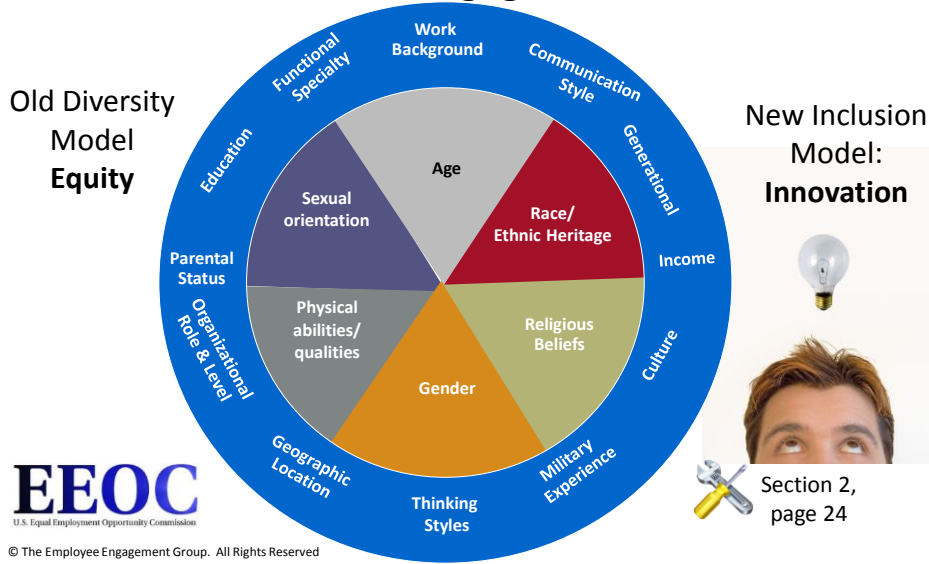 Old Diversity
Model
Equity
Work
Background
Functional
Specialty
Communication
Style
Education
Generational
Parental
Status
Income
Organizational
Role & Level
Culture
Geographic
Location
Military
Experience
Thinking
Styles
Age
Sexual
orientation
Race/
Ethnic Heritage
Physical
abilities/
qualities
Religious
Beliefs
Gender
New Inclusion
Model:
Innovation
Section 2,
page 24
EEOC
U.S. Equal Employment Opportunity Commission
© The Employee Engagement Group. All Rights Reserved